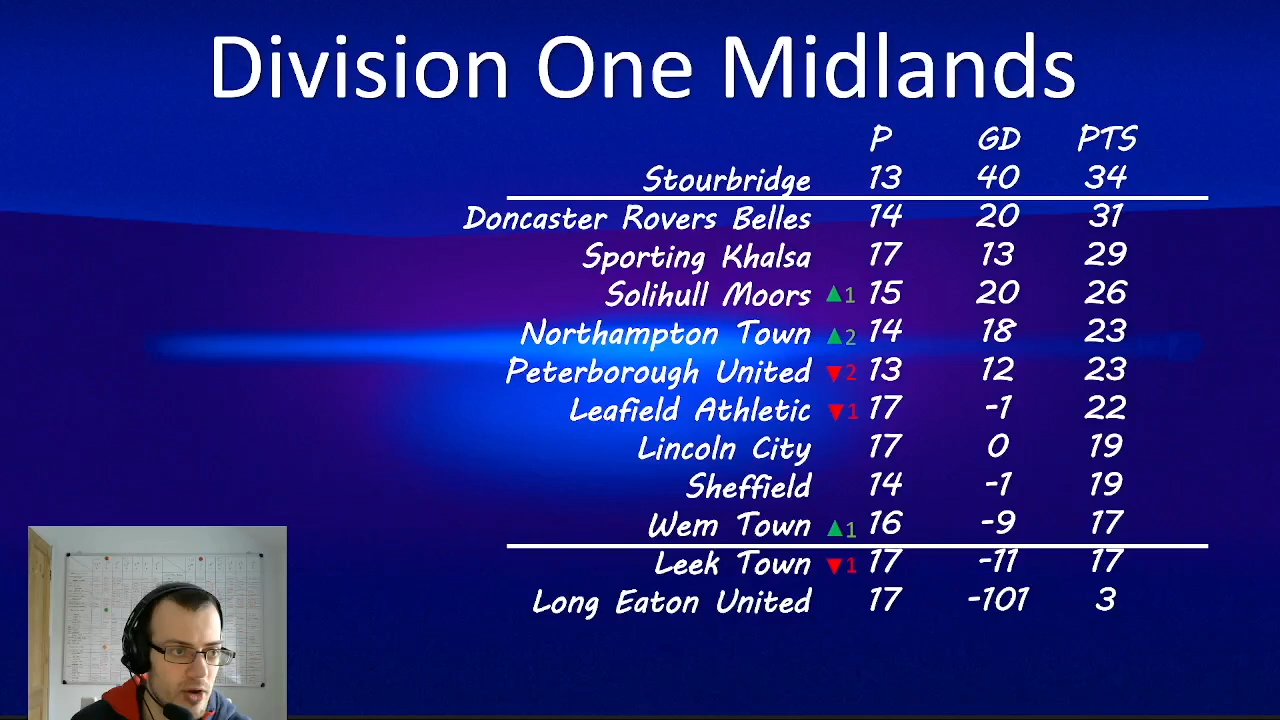 Division One Midlands
P GD PTS
Stourbridge 13 40 34
Doncaster Rovers Belles 14 20 31
Sporting Khalsa 17 13 29
Solihull Moors ▲1 15 20 26
Northampton Town ▲2 14 18 23
Peterborough United ▼2 13 12 23
Leafield Athletic ▼1 17 -1 22
Lincoln City 17 0 19
Sheffield 14 -1 19
Wem Town ▲1 16 -9 17
Leek Town ▼1 17 -11 17
Long Eaton United 17 -101 3